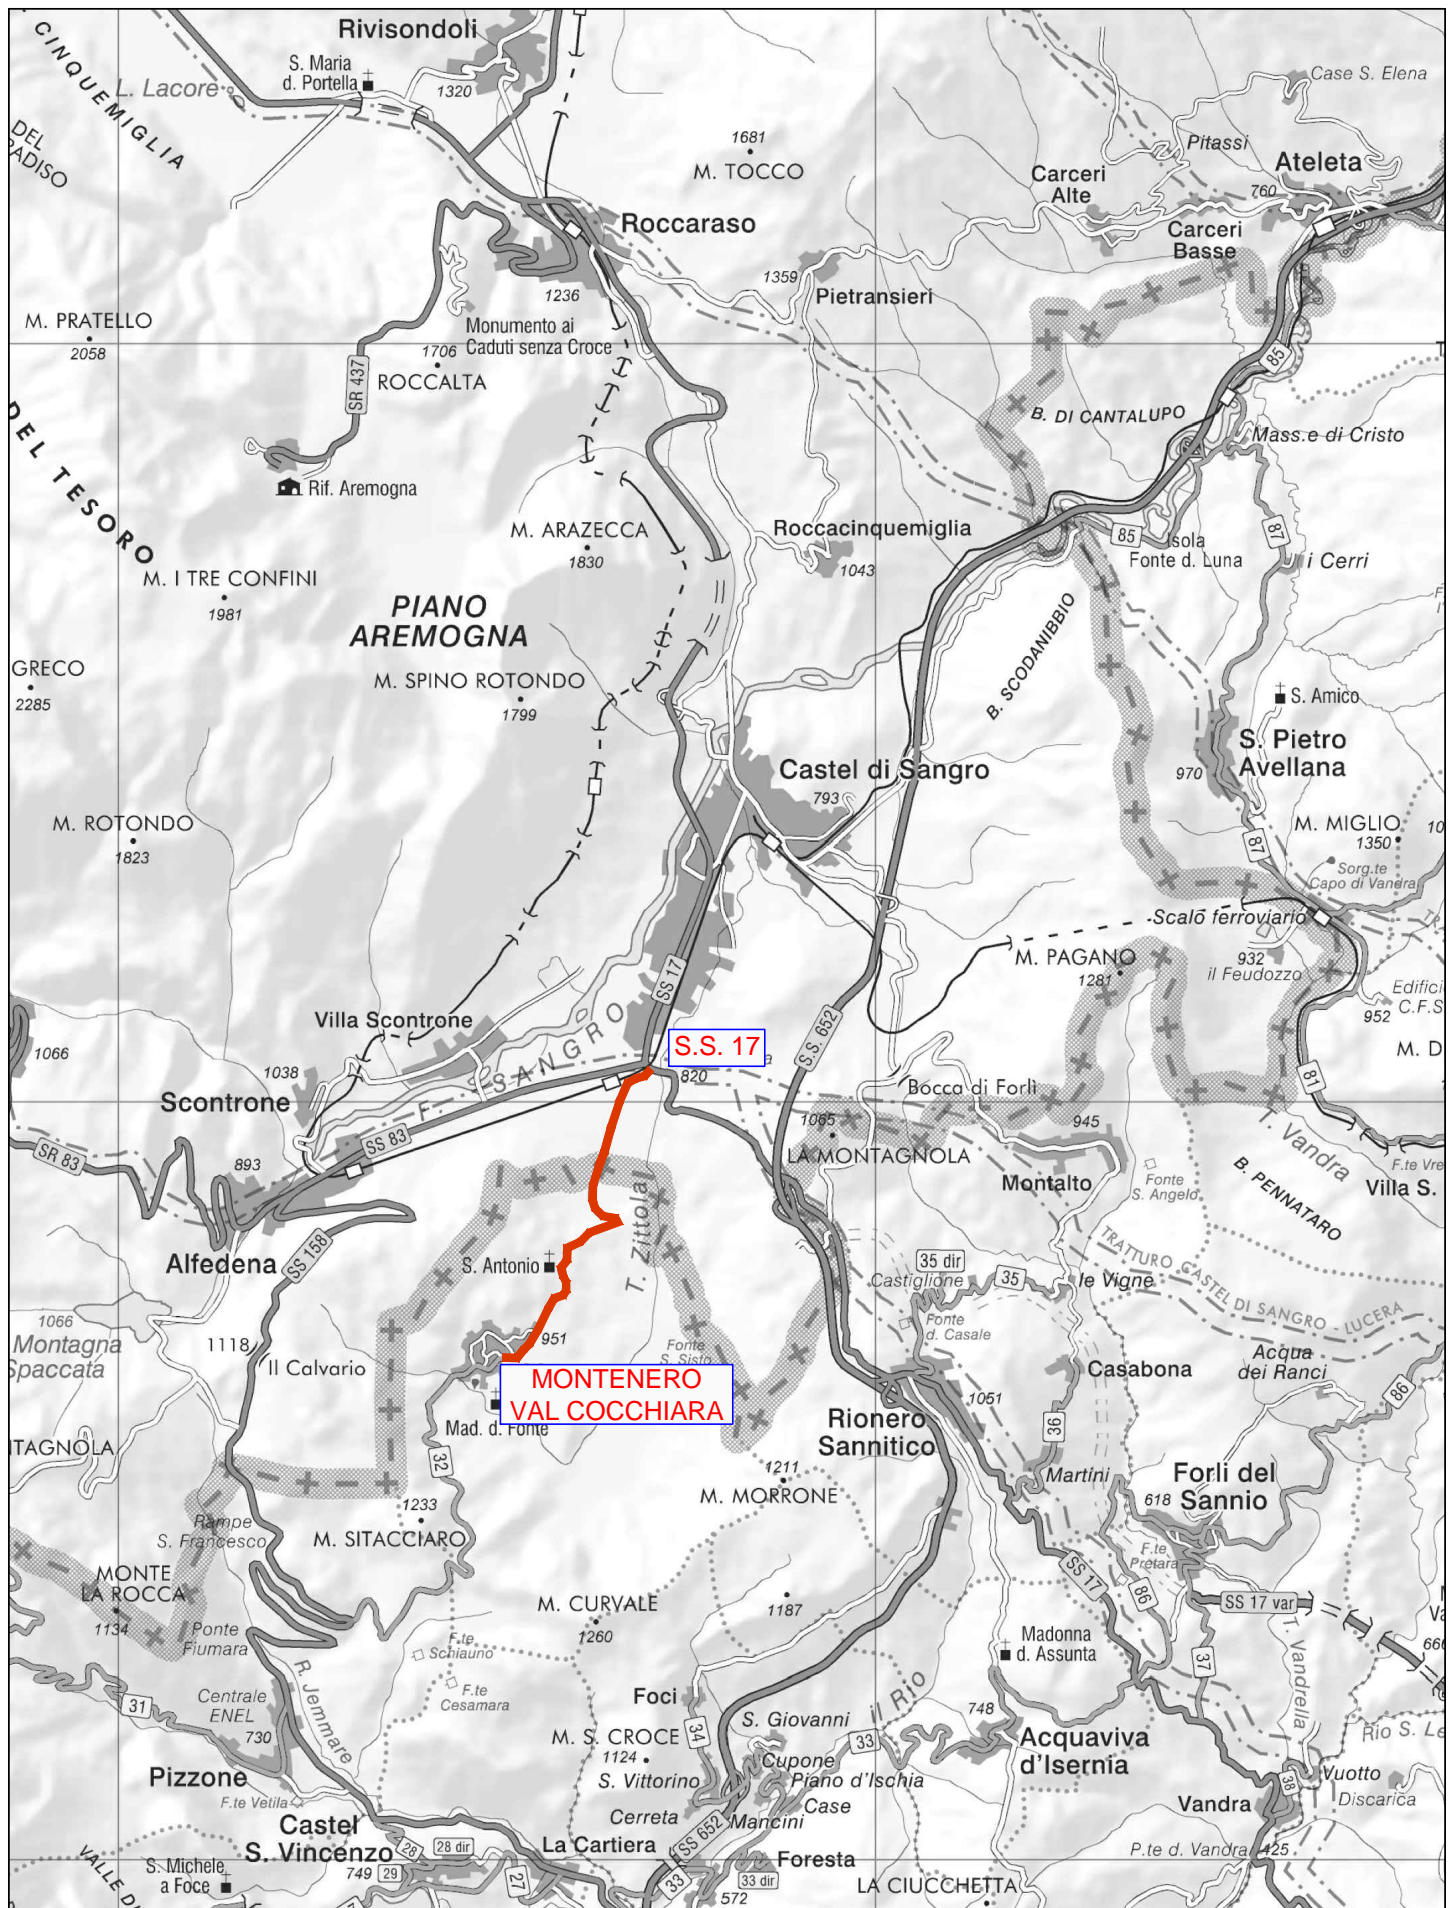 CINQUEMIGLIA
Rivisondoli
S. Maria
d. Portella
L. Lacore
1320
DEL
Case S. Elena
1681
M. TOCCO
Pitassi
Ateleta
760
Carceri
Alte
Carceri
Basse
Roccaraso
1236
1359
Pietransieri
M. PRATELLO
2058
Monumento ai
Caduti senza Croce
1706
ROCCALTA
SR 437
85
B. DI CANTALUPO
Mass.e di Cristo
DEL TESORO
Rif. Aremogna
M. ARAZECCA
1830
Roccacinquemiglia
1043
85
Isola
Fonte d. Luna
87
i Cerri
M. I TRE CONFINI
1981
PIANO
AREMOGNA
B. SCODANIBBIO
GRECO
2285
M. SPINO ROTONDO
1799
S. Amico
S. Pietro
Avellana
970
Castel di Sangro
793
M. ROTONDO
1823
M. MIGLIO
1350
10
87
Sorg.te
Capo di Vandra
Scalo ferroviario
932
il Feudozzo
M. PAGANO
1281
SS 17
Edifici
C.F.S
952
Villa Scontrone
F. SANGRO
S.S. 652
S.S. 17
a
820
1066
1038
Scontrone
M. D
Bocca di Forlì
945
81
1065
LA MONTAGNOLA
SS 83
SR 83
893
T. Vandra
F.te Vre
Montalto
Fonte
S. Angelo
B. PENNATARO
Villa S.
T. Zittola
Alfedena
SS 158
S. Antonio
35 dir
Castiglione
35
le Vigne
TRATTURO CASTEL DI SANGRO - LUCERA
1066
Montagna
Spaccata
1118
Il Calvario
951
Fonte
S. Sisto
Fonte
d. Casale
Casabona
Acqua
dei Ranci
86
MONTENERO
VAL COCCHIARA
Mad. d. Fonte
1051
Rionero
Sannitico
36
32
1211
M. MORRONE
Martini
Forlì del
Sannio
618
1233
M. SITACCIARO
Rampe
S. Francesco
MONTE
LA ROCCA
1134
F.te
Pretara
SS 17
86
SS 17 var
M. CURVALE
1260
1187
Ponte
Fiumara
F.te
Schiauno
Madonna
d. Assunta
37
T. Vandrella
R. Jemmare
F.te
Cesamara
31
Centrale
ENEL
730
Foci
34
il Rio
748
S. Giovanni
33
M. S. CROCE
1124
Acquaviva
d'Isernia
Pizzone
S. Vittorino
Cupone
Piano d'Ischia
Case
Vuotto
38
Discarica
F.te Vetila
Cerreta
SS 652
Mancini
Vandra
Castel
S. Vincenzo
28
28 dir
La Cartiera
P.te d. Vandra
425
VALLE D
S. Michele
a Foce
749
29
27
33
Foresta
33 dir
572
LA CIUCCHETTA